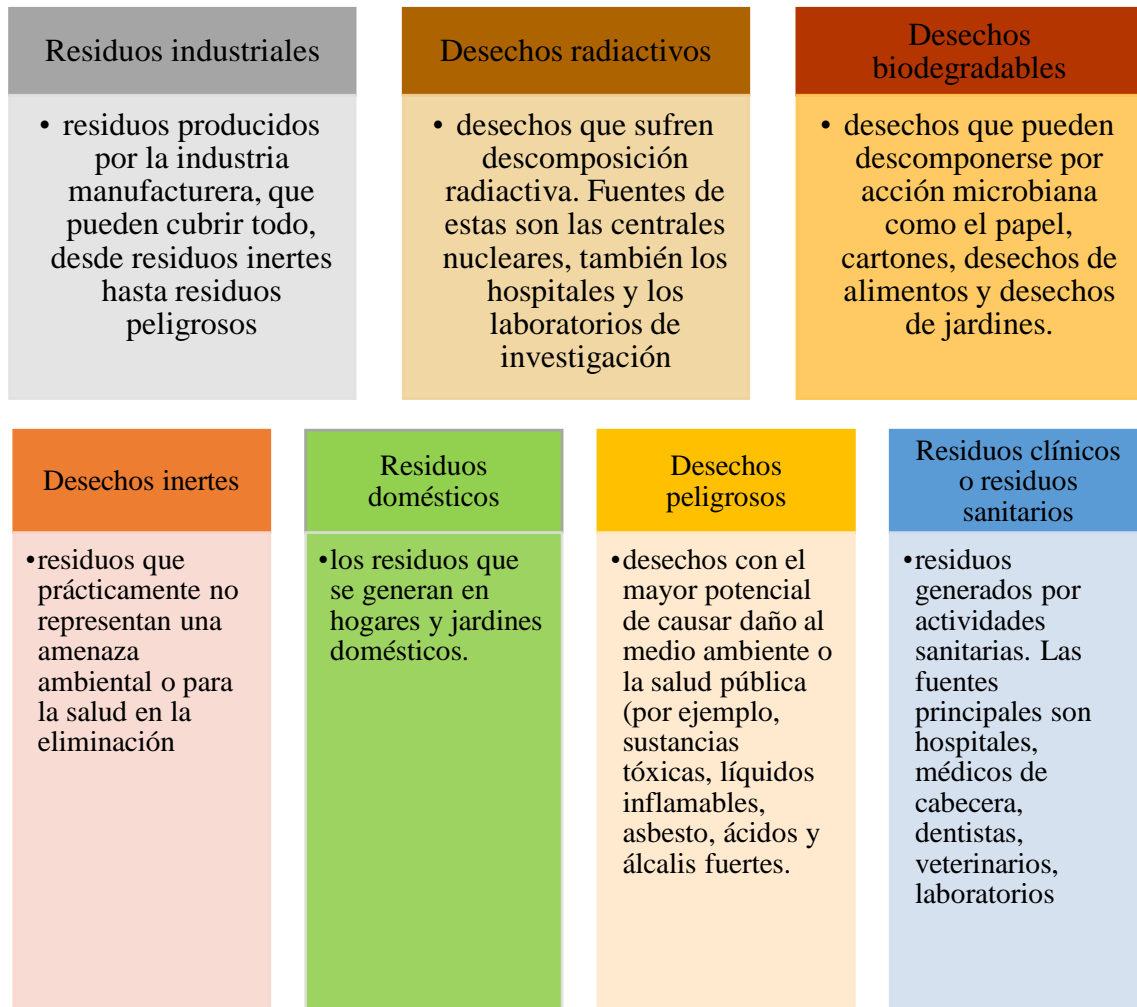 Residuos industriales
• residuos producidos
por la industria
manufacturera, que
pueden cubrir todo,
desde residuos inertes
hasta residuos
peligrosos
Desechos radiactivos
• desechos que sufren
descomposición
radiactiva. Fuentes de
estas son las centrales
nucleares, también los
hospitales y los
laboratorios de
investigación
Desechos
biodegradables
• desechos que pueden
descomponerse por
acción microbiana
como el papel,
cartones, desechos de
alimentos y desechos
de jardines.
Desechos inertes
•residuos que
prácticamente no
representan una
amenaza
ambiental o para
la salud en la
eliminación
Residuos
domésticos
•los residuos que
se generan en
hogares y jardines
domésticos.
Desechos
peligrosos
•desechos con el
mayor potencial
de causar daño al
medio ambiente o
la salud pública
(por ejemplo,
sustancias
tóxicas, líquidos
inflamables,
asbesto, ácidos y
álcalis fuertes.
Residuos clínicos
o residuos
sanitarios
•residuos
generados por
actividades
sanitarias. Las
fuentes
principales son
hospitales,
médicos de
cabecera,
dentistas,
veterinarios,
laboratorios